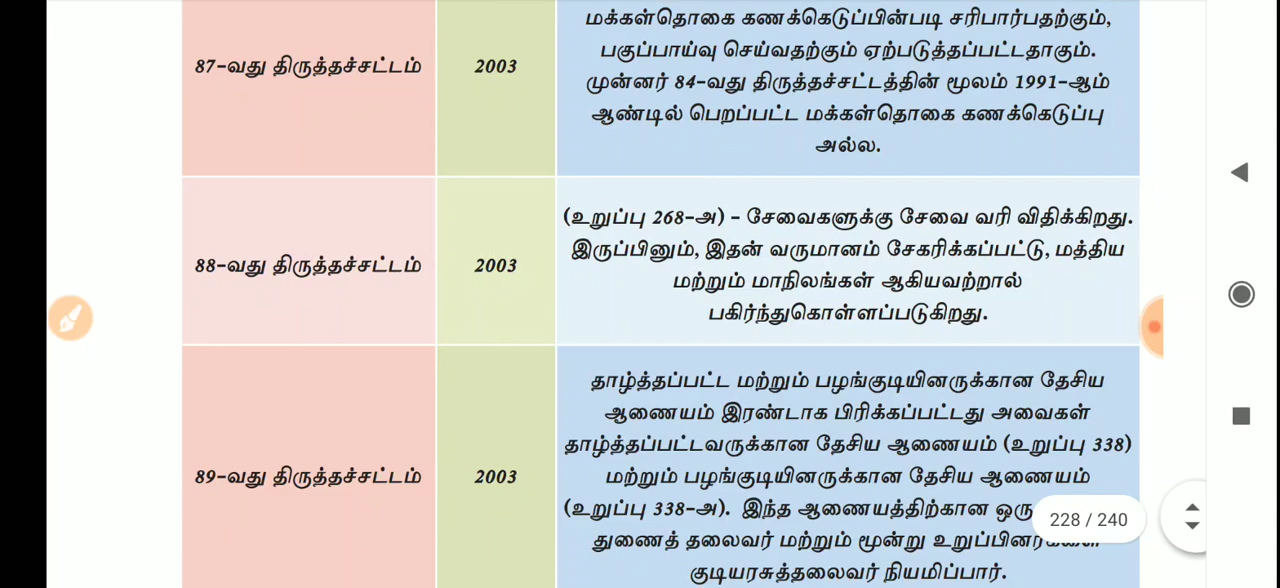 மக்கள்தொகை கணக்கெடுப்பின்படி சரிபார்பதற்கும்,
பகுப்பாய்வு செய்வதற்கும் ஏற்படுத்தப்பட்டதாகும்.
87-வது திருத்தச்சட்டம் 2003
முன்னர் 84-வது திருத்தச்சட்டத்தின் மூலம் 1991-ஆம்
ஆண்டில் பெறப்பட்ட மக்கள்தொகை கணக்கெடுப்பு
அல்ல.
(உறுப்பு 268-அ) - சேவைகளுக்கு சேவை வரி விதிக்கிறது.
இருப்பினும், இதன் வருமானம் சேகரிக்கப்பட்டு, மத்திய
88-வது திருத்தச்சட்டம் 2003
மற்றும் மாநிலங்கள் ஆகியவற்றால்
பகிர்ந்துகொள்ளப்படுகிறது.
தாழ்த்தப்பட்ட மற்றும் பழங்குடியினருக்கான தேசிய
ஆணையம் இரண்டாக பிரிக்கப்பட்டது அவைகள்
தாழ்த்தப்பட்டவருக்கான தேசிய ஆணையம் (உறுப்பு 338)
89-வது திருத்தச்சட்டம் 2003
மற்றும் பழங்குடியினருக்கான தேசிய ஆணையம்
(உறுப்பு 338-அ). இந்த ஆணையத்திற்கான ஒரு
228 / 240
துணைத் தலைவர் மற்றும் மூன்று உறுப்பினர்களை
குடியரசுத்தலைவர் நியமிப்பார்.